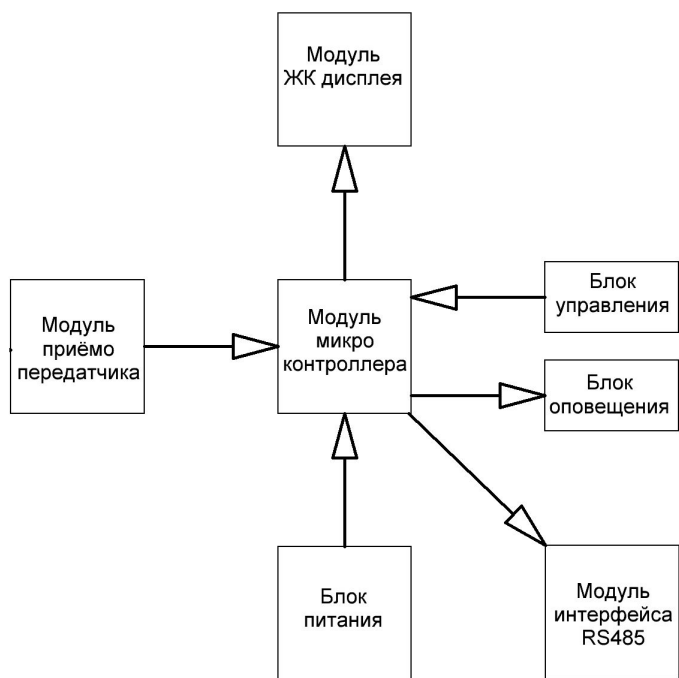 Модуль
ЖК дисплея
Модуль
приёмо
передатчика
Модуль
микро
контроллера
Блок
управления
Блок
оповещения
Блок
питания
Модуль
интерфейса
RS485